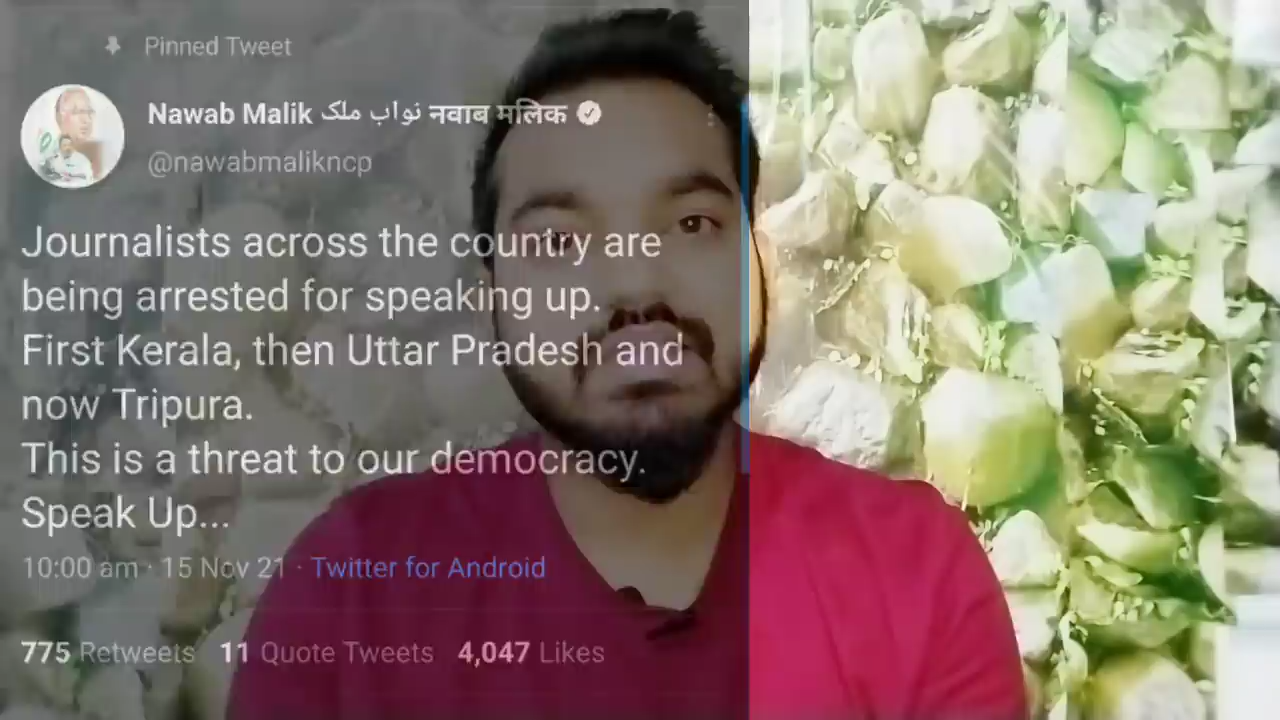 Pinned Tweet
Nawab Malik نواب ملک नवाब मलिक
@nawabmalikncp
Journalists across the country are
being arrested for speaking up.
First Kerala, then Uttar Pradesh and
now Tripura.
This is a threat to our democracy.
Speak Up...
10:00 am · 15 Nov 21 · Twitter for Android
775 Retweets 11 Quote Tweets 4,047 Likes